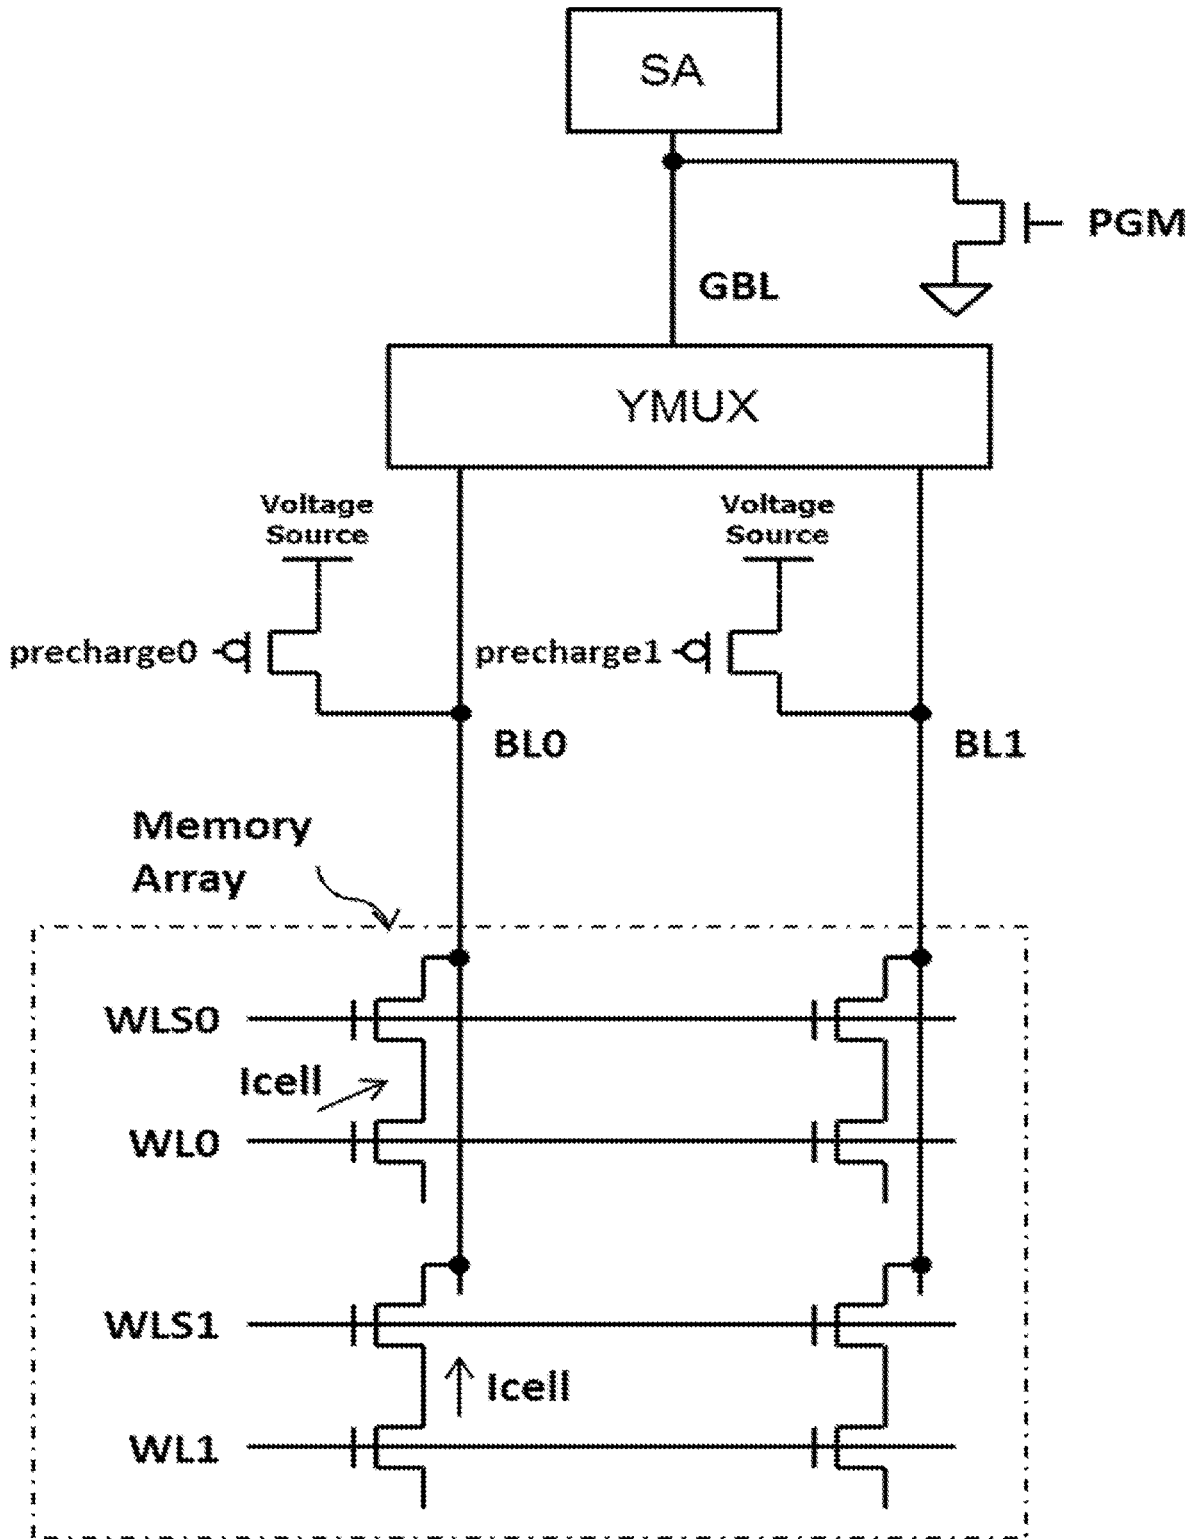 SA
PGM
GBL
YMUX
Voltage
Source
Voltage
Source
precharge0
precharge1
BL0
BL1
Memory
Array
WLS0
Icell
WL0
WLS1
Icell
WL1